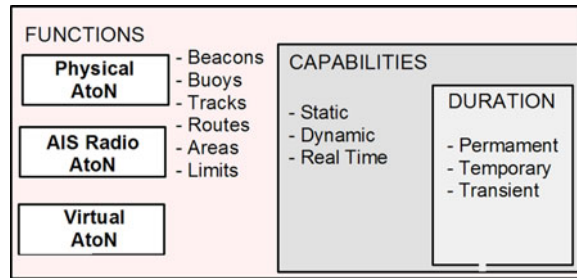 FUNCTIONS
Physical
AtoN
AIS Radio
AtoN
Virtual
AtoN
- Beacons
- Buoys
- Tracks
- Routes
- Areas
- Limits
CAPABILITIES
- Static
- Dynamic
- Real Time
DURATION
- Permament
- Temporary
- Transient